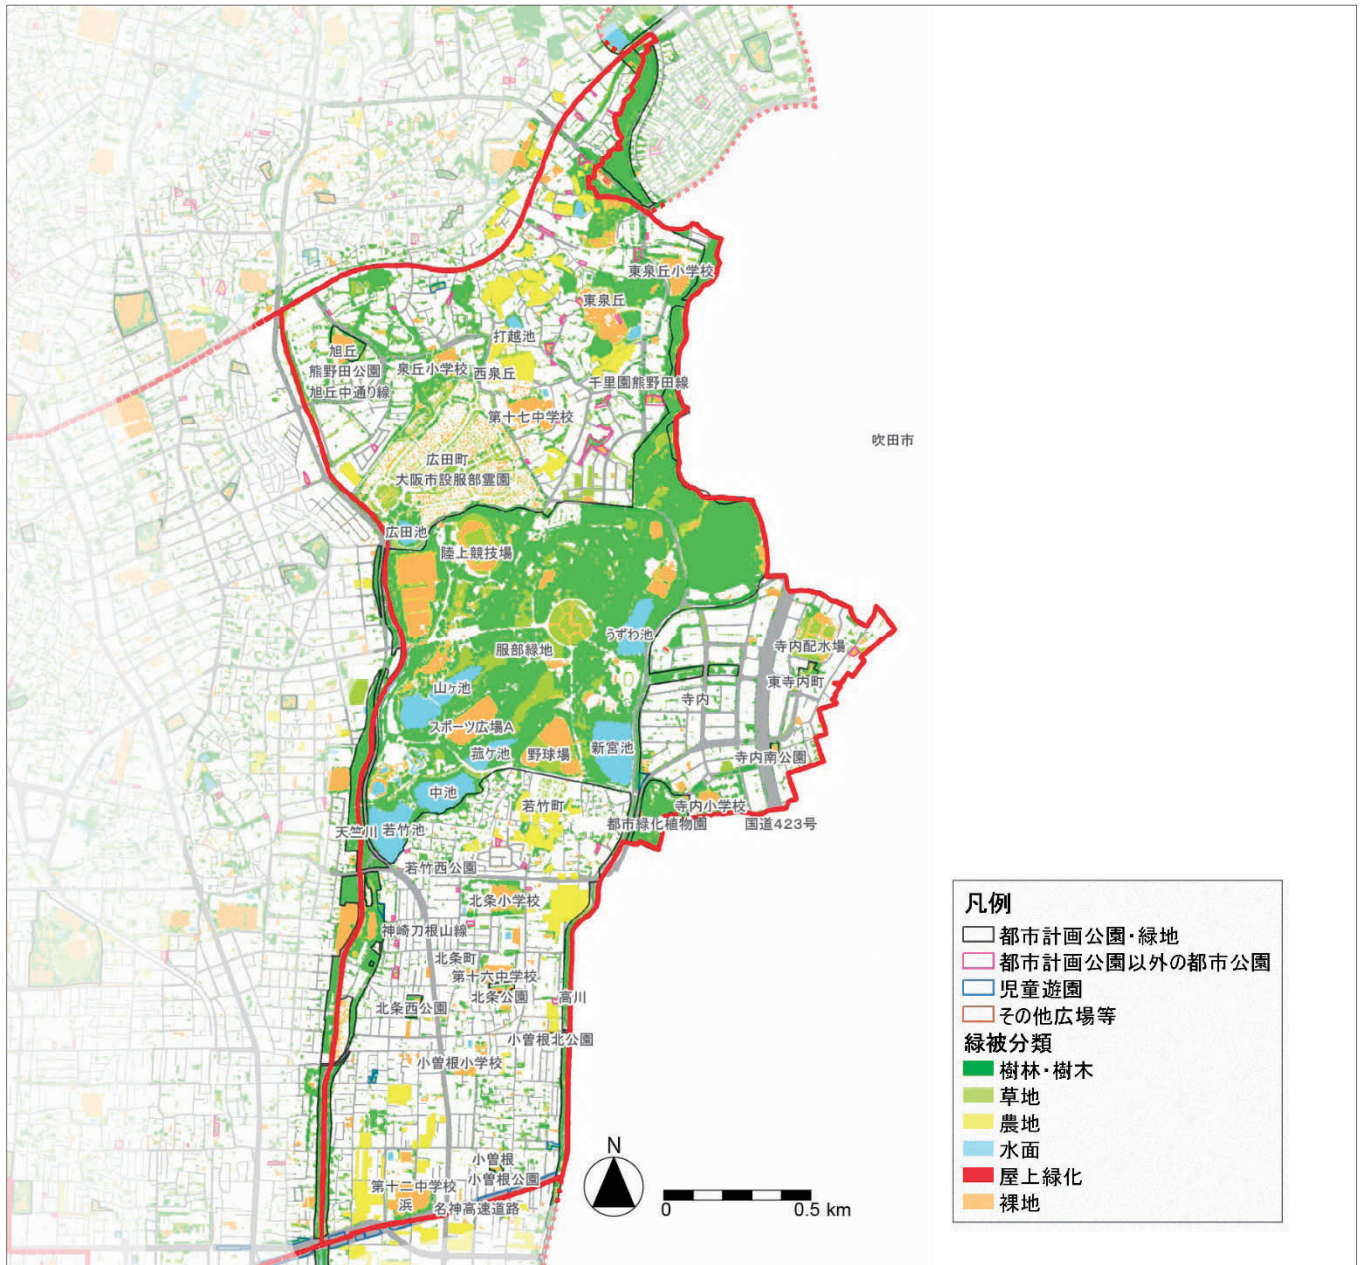 東泉丘小学校
東泉丘
打越池
旭丘
熊野田公園
泉丘小学校
西泉丘
旭丘中通り線
千里園熊野田線
第十七中学校
吹田市
広田町
大阪市設服部霊園
広田池
陸上競技場
うずわ池
服部緑地
寺内配水場
東寺内町
山ヶ池
寺内
スポーツ広場A
菰ケ池
野球場
新宮池
寺内南公園
中池
若竹町
寺内小学校
天竺川
若竹池
都市緑化植物園
国道423号
若竹西公園
北条小学校
神崎刀根山線
北条町
第十六中学校
北条公園
高川
北条西公園
小曽根北公園
小曽根小学校
小曽根
小曽根公園
第十二中学校
浜
名神高速道路
N
0
0.5 km
凡例
都市計画公園・緑地
都市計画公園以外の都市公園
児童遊園
その他広場等
緑被分類
樹林・樹木
草地
農地
水面
屋上緑化
裸地